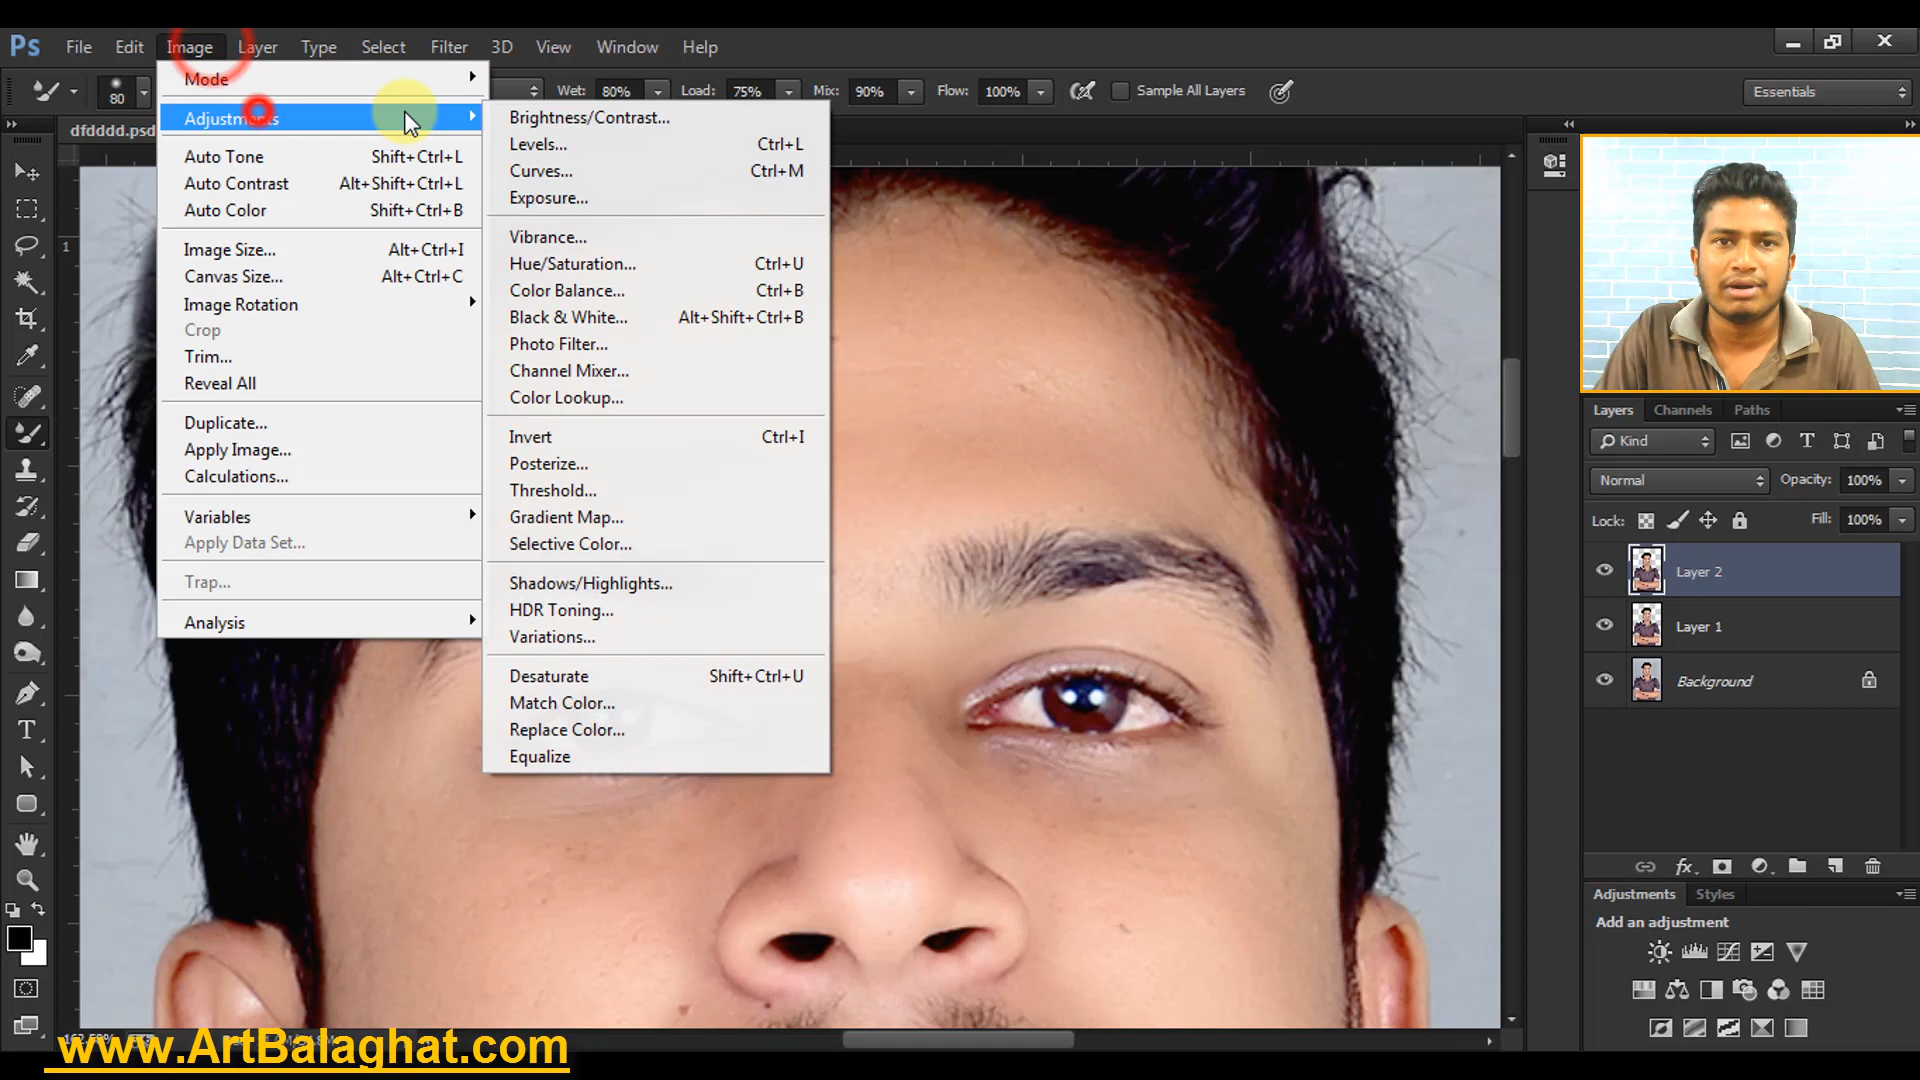 Ps File Edit Image Layer Type Select Filter 3D View Window Help
80 Wet: 80% Load: 75% Mix: 90% Flow: 100% Sample All Layers Essentials
dfdddd.psd
1
Mode
Adjustments
Auto Tone Shift+Ctrl+L
Auto Contrast Alt+Shift+Ctrl+L
Auto Color Shift+Ctrl+B
Image Size... Alt+Ctrl+I
Canvas Size... Alt+Ctrl+C
Image Rotation
Crop
Trim...
Reveal All
Duplicate...
Apply Image...
Calculations...
Variables
Apply Data Set...
Trap...
Analysis
Brightness/Contrast...
Levels... Ctrl+L
Curves... Ctrl+M
Exposure...
Vibrance...
Hue/Saturation... Ctrl+U
Color Balance... Ctrl+B
Black & White... Alt+Shift+Ctrl+B
Photo Filter...
Channel Mixer...
Color Lookup...
Invert Ctrl+I
Posterize...
Threshold...
Gradient Map...
Selective Color...
Shadows/Highlights...
HDR Toning...
Variations...
Desaturate Shift+Ctrl+U
Match Color...
Replace Color...
Equalize
Layers Channels Paths
Kind
Normal Opacity: 100%
Lock: Fill: 100%
Layer 2
Layer 1
Background
Adjustments Styles
Add an adjustment
www.ArtBalaghat.com